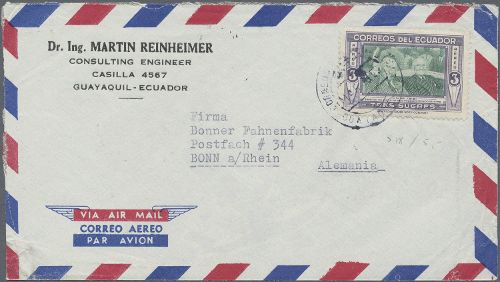 Dr. Ing. MARTIN REINHEIMER
CONSULTING ENGINEER
CASILLA 4567
GUAYAQUIL-ECUADOR
CORREOS DEL ECUADOR
3
3
TRES SUCRES
Firma
Bonner Fahnenfabrik
Postfach # 344
BONN a/Rhein Alemania
VIA AIR MAIL
CORREO AEREO
PAR AVION